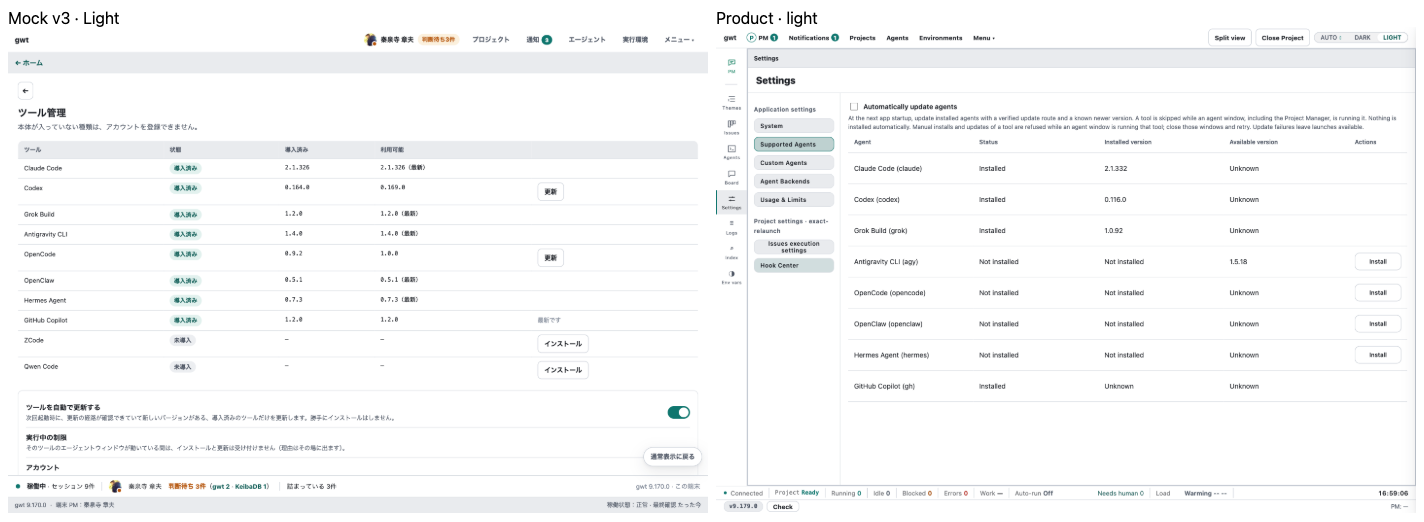 Mock v3 · Light
gwt
秦泉寺 章夫 判断待ち3件 プロジェクト 通知 3 エージェント 実行環境 メニュー
← ホーム
←
ツール管理
本体が入っていない種類は、アカウントを登録できません。
ツール 状態 導入済み 利用可能
Claude Code 導入済み 2.1.326 2.1.326 (最新)
Codex 導入済み 0.164.0 0.169.0 更新
Grok Build 導入済み 1.2.0 1.2.0 (最新)
Antigravity CLI 導入済み 1.4.0 1.4.0 (最新)
OpenCode 導入済み 0.9.2 1.0.0 更新
OpenClaw 導入済み 0.5.1 0.5.1 (最新)
Hermes Agent 導入済み 0.7.3 0.7.3 (最新)
GitHub Copilot 導入済み 1.2.0 1.2.0 最新です
ZCode 未導入 – – インストール
Qwen Code 未導入 – – インストール
ツールを自動で更新する
次回起動時に、更新の経路が確認できていて新しいバージョンがある、導入済みのツールだけを更新します。勝手にインストールはしません。
実行中の制限
そのツールのエージェントウィンドウが動いている間は、インストールと更新は受け付けません（理由はその場に出ます）。
アカウント
通常表示に戻る
稼働中 · セッション 9件 秦泉寺 章夫 判断待ち 3件 (gwt 2 · KeibaDB 1) 詰まっている 3件 gwt 9.170.0 · この端末
gwt 9.170.0 · 端末 PM : 秦泉寺 章夫 稼働状態 : 正常 · 最終確認 たった今
Product · light
gwt P PM 1 Notifications 1 Projects Agents Environments Menu Split view Close Project AUTO DARK LIGHT
PM
Themes
Issues
Agents
Board
Settings
Logs
Index
Env vars
Settings
Settings
Application settings
System
Supported Agents
Custom Agents
Agent Backends
Usage & Limits
Project settings - exact-
relaunch
Issues execution
settings
Hook Center
Automatically update agents
At the next app startup, update installed agents with a verified update route and a known newer version. A tool is skipped while an agent window, including the Project Manager, is running it. Nothing is
installed automatically. Manual installs and updates of a tool are refused while an agent window is running that tool; close those windows and retry. Update failures leave launches available.
Agent Status Installed version Available version Actions
Claude Code (claude) Installed 2.1.332 Unknown
Codex (codex) Installed 0.116.0 Unknown
Grok Build (grok) Installed 1.0.92 Unknown
Antigravity CLI (agy) Not installed Not installed 1.5.18 Install
OpenCode (opencode) Not installed Not installed Unknown Install
OpenClaw (openclaw) Not installed Not installed Unknown Install
Hermes Agent (hermes) Not installed Not installed Unknown Install
GitHub Copilot (gh) Installed Unknown Unknown
Connected Project Ready Running 0 Idle 0 Blocked 0 Errors 0 Work — Auto-run Off Needs human 0 Load Warming -- -- 16:59:06
v9.179.0 Check PM: --